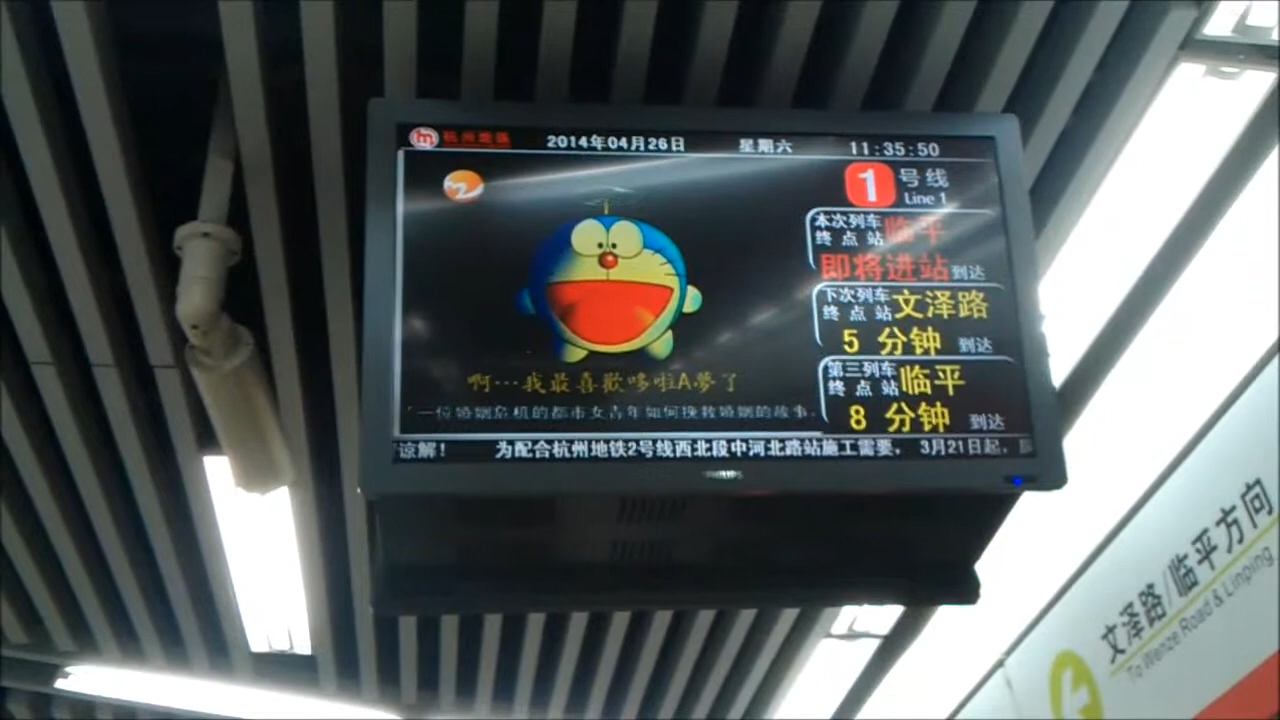 杭州地铁 2014年04月26日 星期六 11:35:50
1 号线
Line 1
本次列车
终点站 临平
即将进站 到达
下次列车
终点站 文泽路
5 分钟 到达
第三列车
终点站 临平
8 分钟 到达
啊…我最喜歡哆啦A夢了
一位婚姻危机的都市女青年如何挽救婚姻的故事。
谅解! 为配合杭州地铁2号线西北段中河北路站施工需要, 3月21日起,
PHILIPS
文泽路/临平方向
To Wenze Road & Linping